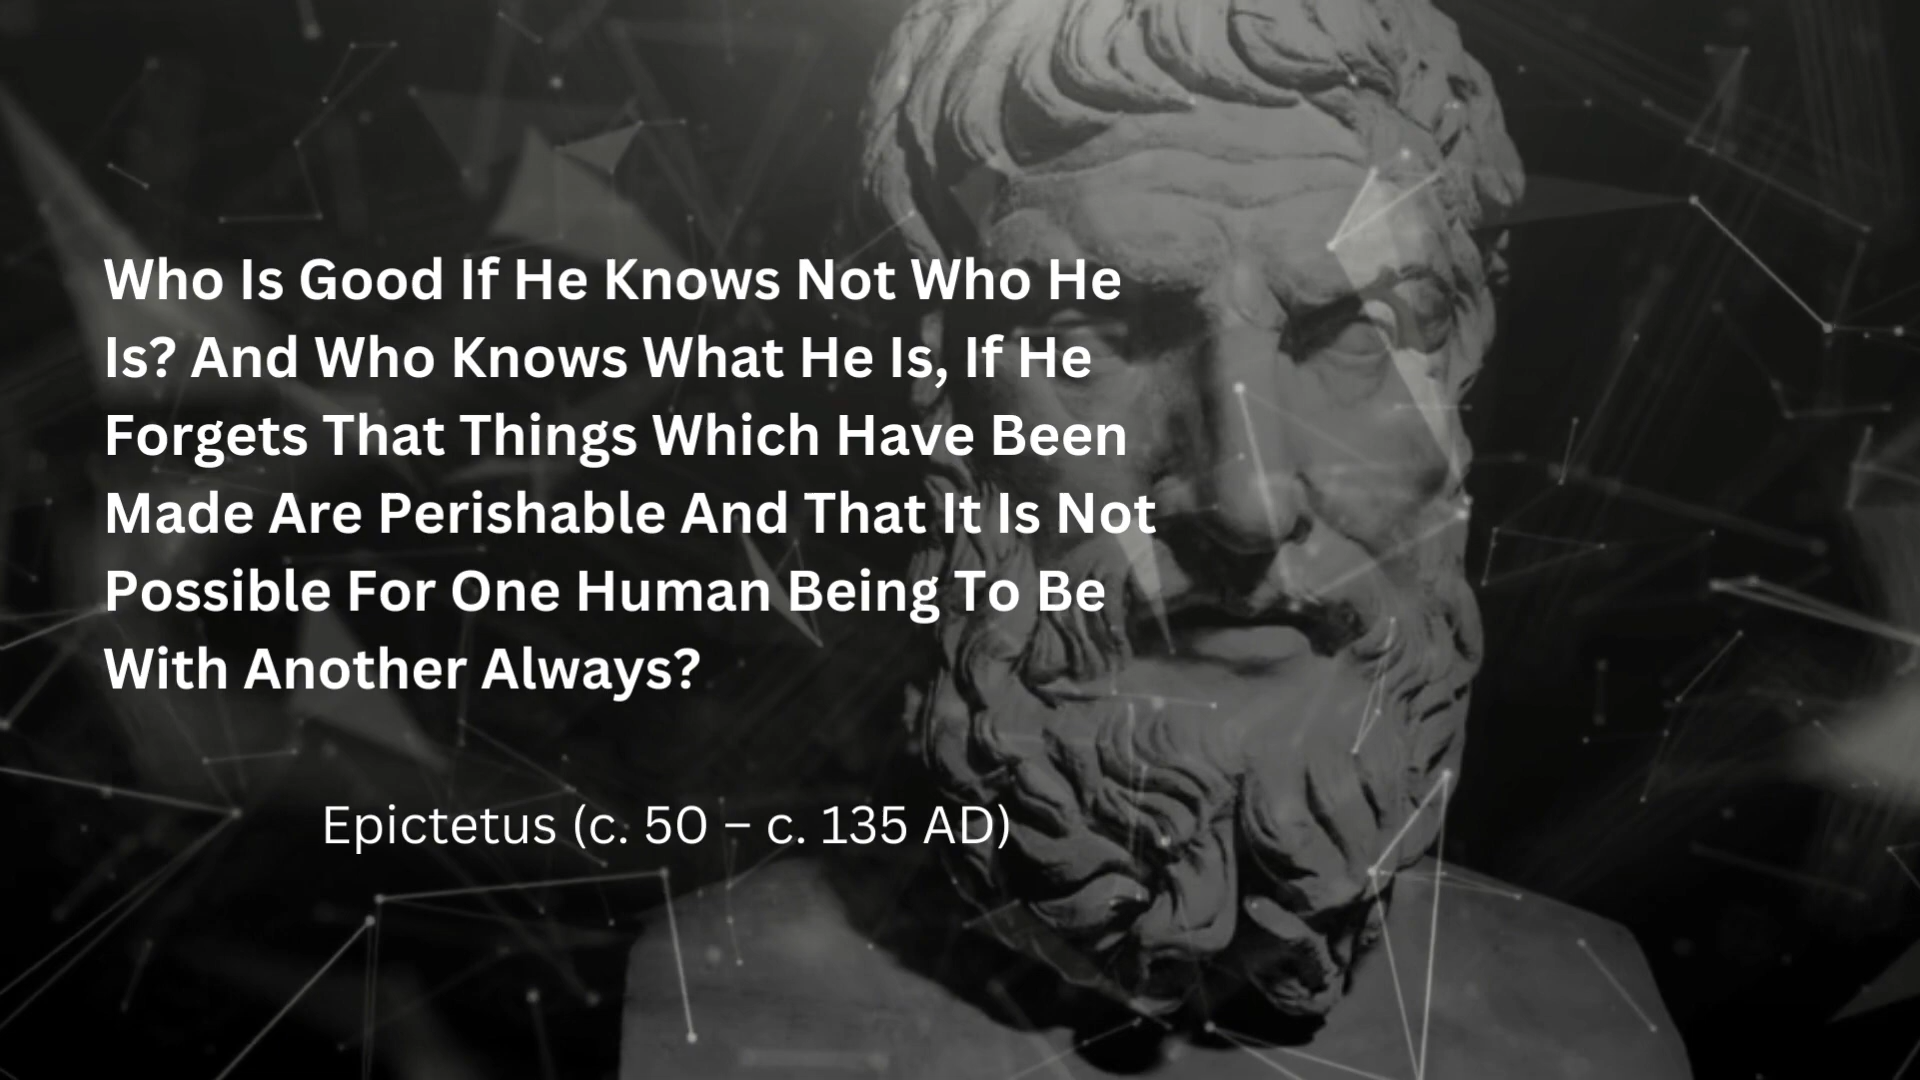 Who Is Good If He Knows Not Who He
Is? And Who Knows What He Is, If He
Forgets That Things Which Have Been
Made Are Perishable And That It Is Not
Possible For One Human Being To Be
With Another Always?
Epictetus (c. 50 – c. 135 AD)